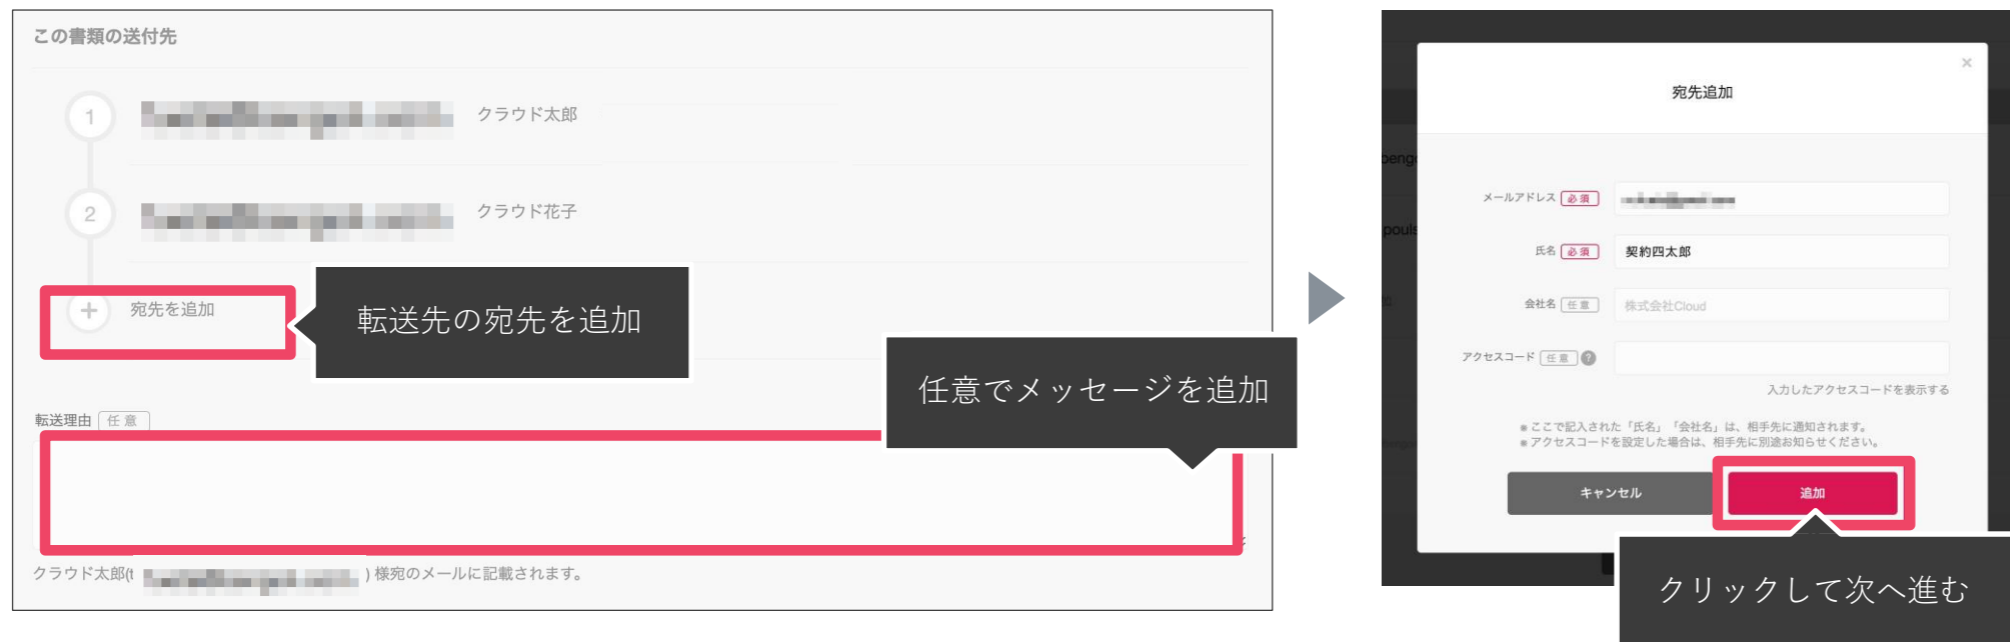 この書類の送付先
1
クラウド太郎
2
クラウド花子
+ 宛先を追加
転送先の宛先を追加
任意でメッセージを追加
転送理由 任意
クラウド太郎(t
) 様宛のメールに記載されます。
×
宛先追加
メールアドレス 必須
氏名 必須 契約四太郎
会社名 任意 株式会社Cloud
アクセスコード 任意 ?
入力したアクセスコードを表示する
※ここで記入された「氏名」「会社名」は、相手先に通知されます。
※アクセスコードを設定した場合は、相手先に別途お知らせください。
キャンセル
追加
クリックして次へ進む